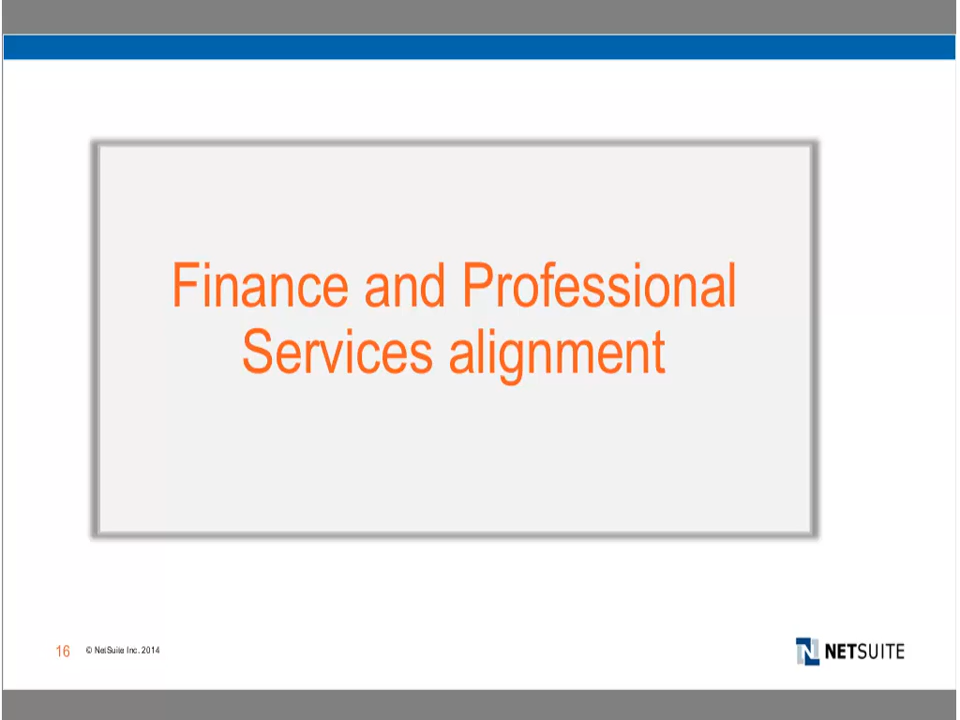 Finance and Professional
Services alignment
16 © NetSuite Inc. 2014
NETSUITE